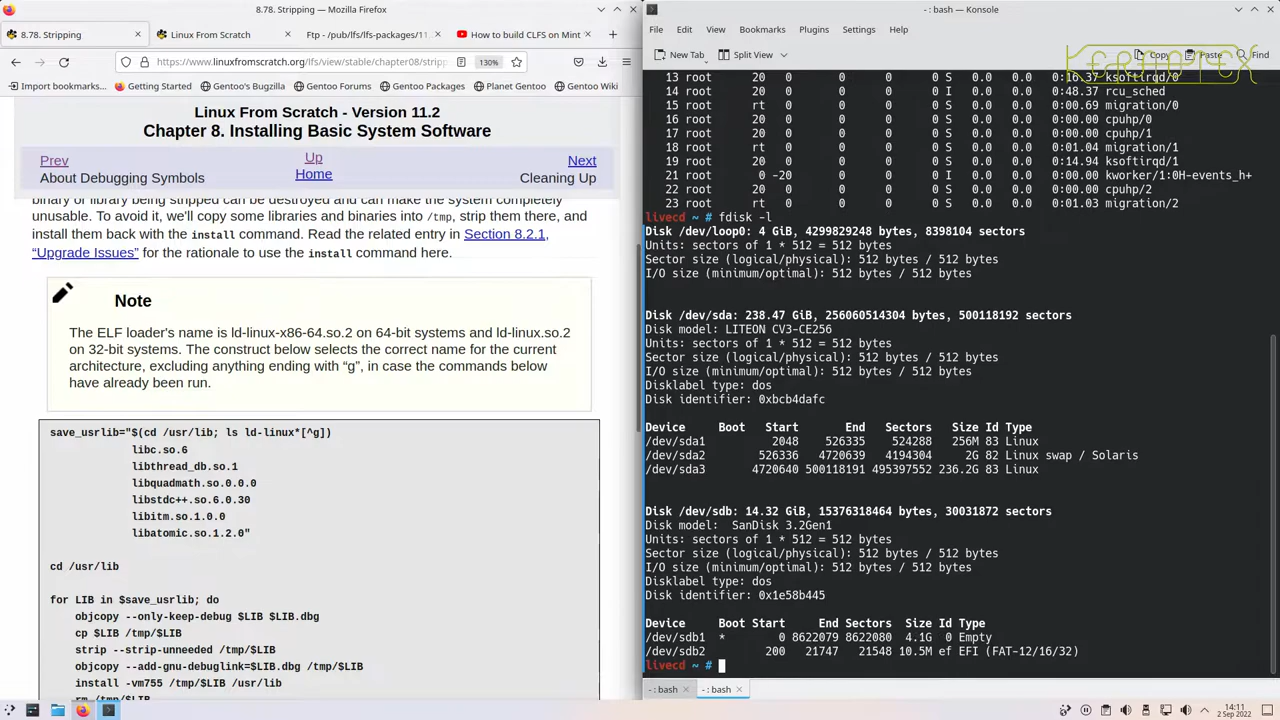 8.78. Stripping — Mozilla Firefox
8.78. Stripping
Linux From Scratch
Ftp - /pub/lfs/lfs-packages/11.
How to build CLFS on Mint
https://www.linuxfromscratch.org/lfs/view/stable/chapter08/stripp
130%
Import bookmarks...
Getting Started
Gentoo's Bugzilla
Gentoo Forums
Gentoo Packages
Planet Gentoo
Gentoo Wiki
Linux From Scratch - Version 11.2
Chapter 8. Installing Basic System Software
Prev
Up
Next
About Debugging Symbols
Home
Cleaning Up
binary or library being stripped can be destroyed and can make the system completely
unusable. To avoid it, we'll copy some libraries and binaries into /tmp, strip them there, and
install them back with the install command. Read the related entry in Section 8.2.1,
“Upgrade Issues” for the rationale to use the install command here.
Note
The ELF loader's name is ld-linux-x86-64.so.2 on 64-bit systems and ld-linux.so.2
on 32-bit systems. The construct below selects the correct name for the current
architecture, excluding anything ending with “g”, in case the commands below
have already been run.
save_usrlib="$(cd /usr/lib; ls ld-linux*[^g])
libc.so.6
libthread_db.so.1
libquadmath.so.0.0.0
libstdc++.so.6.0.30
libitm.so.1.0.0
libatomic.so.1.2.0"
cd /usr/lib
for LIB in $save_usrlib; do
objcopy --only-keep-debug $LIB $LIB.dbg
cp $LIB /tmp/$LIB
strip --strip-unneeded /tmp/$LIB
objcopy --add-gnu-debuglink=$LIB.dbg /tmp/$LIB
install -vm755 /tmp/$LIB /usr/lib
rm /tmp/$LIB
- : bash — Konsole
File Edit View Bookmarks Plugins Settings Help
New Tab Split View Copy Paste Find
KERNOTEX
13 root 20 0 0 0 0 S 0.0 0.0 0:16.37 ksoftirqd/0
14 root 20 0 0 0 0 I 0.0 0.0 0:48.37 rcu_sched
15 root rt 0 0 0 0 S 0.0 0.0 0:00.69 migration/0
16 root 20 0 0 0 0 S 0.0 0.0 0:00.00 cpuhp/0
17 root 20 0 0 0 0 S 0.0 0.0 0:00.00 cpuhp/1
18 root rt 0 0 0 0 S 0.0 0.0 0:01.04 migration/1
19 root 20 0 0 0 0 S 0.0 0.0 0:14.94 ksoftirqd/1
21 root 0 -20 0 0 0 I 0.0 0.0 0:00.00 kworker/1:0H-events_h+
22 root 20 0 0 0 0 S 0.0 0.0 0:00.00 cpuhp/2
23 root rt 0 0 0 0 S 0.0 0.0 0:01.03 migration/2
livecd ~ # fdisk -l
Disk /dev/loop0: 4 GiB, 4299829248 bytes, 8398104 sectors
Units: sectors of 1 * 512 = 512 bytes
Sector size (logical/physical): 512 bytes / 512 bytes
I/O size (minimum/optimal): 512 bytes / 512 bytes
Disk /dev/sda: 238.47 GiB, 256060514304 bytes, 500118192 sectors
Disk model: LITEON CV3-CE256
Units: sectors of 1 * 512 = 512 bytes
Sector size (logical/physical): 512 bytes / 512 bytes
I/O size (minimum/optimal): 512 bytes / 512 bytes
Disklabel type: dos
Disk identifier: 0xbcb4dafc
Device Boot Start End Sectors Size Id Type
/dev/sda1 2048 526335 524288 256M 83 Linux
/dev/sda2 526336 4720639 4194304 2G 82 Linux swap / Solaris
/dev/sda3 4720640 500118191 495397552 236.2G 83 Linux
Disk /dev/sdb: 14.32 GiB, 15376318464 bytes, 30031872 sectors
Disk model: SanDisk 3.2Gen1
Units: sectors of 1 * 512 = 512 bytes
Sector size (logical/physical): 512 bytes / 512 bytes
I/O size (minimum/optimal): 512 bytes / 512 bytes
Disklabel type: dos
Disk identifier: 0x1e58b445
Device Boot Start End Sectors Size Id Type
/dev/sdb1 * 0 8622079 8622080 4.1G 0 Empty
/dev/sdb2 200 21747 21548 10.5M ef EFI (FAT-12/16/32)
livecd ~ #
- : bash
- : bash
14:11
2 Sep 2022